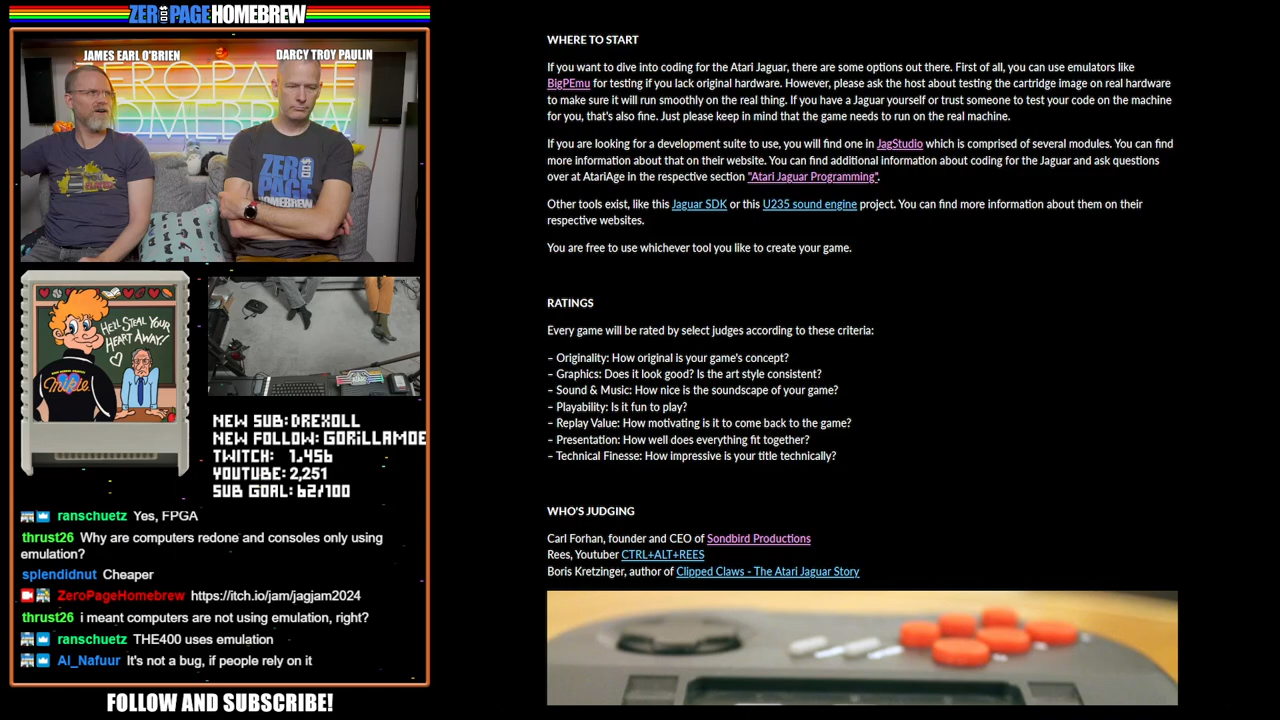 ZEROPAGE HOMEBREW
JAMES EARL O'BRIEN
DARCY TROY PAULIN
ZERO PAGE
HOMEBREW
ZERO
PAGE
HE'LL STEAL YOUR
HEART AWAY!!
Mikie
NEW SUB: DREXOLL
NEW FOLLOW: GORILLAMOE
TWITCH: 1,456
YOUTUBE: 2,251
SUB GOAL: 62/100
ranschuetz Yes, FPGA
thrust26 Why are computers redone and consoles only using
emulation?
splendidnut Cheaper
ZeroPageHomebrew https://itch.io/jam/jagjam2024
thrust26 i meant computers are not using emulation, right?
ranschuetz THE400 uses emulation
Al_Nafuur It's not a bug, if people rely on it
FOLLOW AND SUBSCRIBE!
WHERE TO START
If you want to dive into coding for the Atari Jaguar, there are some options out there. First of all, you can use emulators like
BigPEmu for testing if you lack original hardware. However, please ask the host about testing the cartridge image on real hardware
to make sure it will run smoothly on the real thing. If you have a Jaguar yourself or trust someone to test your code on the machine
for you, that's also fine. Just please keep in mind that the game needs to run on the real machine.
If you are looking for a development suite to use, you will find one in JagStudio which is comprised of several modules. You can find
more information about that on their website. You can find additional information about coding for the Jaguar and ask questions
over at AtariAge in the respective section "Atari Jaguar Programming".
Other tools exist, like this Jaguar SDK or this U235 sound engine project. You can find more information about them on their
respective websites.
You are free to use whichever tool you like to create your game.
RATINGS
Every game will be rated by select judges according to these criteria:
– Originality: How original is your game's concept?
– Graphics: Does it look good? Is the art style consistent?
– Sound & Music: How nice is the soundscape of your game?
– Playability: Is it fun to play?
– Replay Value: How motivating is it to come back to the game?
– Presentation: How well does everything fit together?
– Technical Finesse: How impressive is your title technically?
WHO'S JUDGING
Carl Forhan, founder and CEO of Sondbird Productions
Rees, Youtuber CTRL+ALT+REES
Boris Kretzinger, author of Clipped Claws - The Atari Jaguar Story